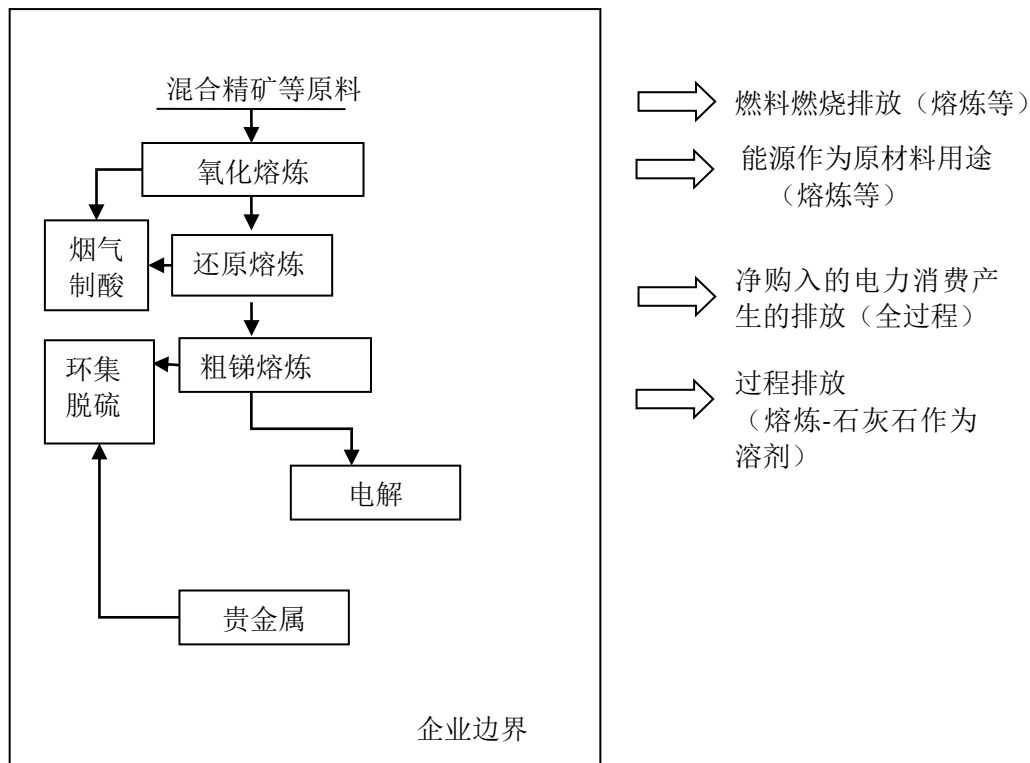 混合精矿等原料
氧化熔炼
烟气
制酸
还原熔炼
环集
脱硫
粗锑熔炼
电解
贵金属
企业边界
燃料燃烧排放（熔炼等）
能源作为原材料用途
（熔炼等）
净购入的电力消费产
生的排放（全过程）
过程排放
（熔炼-石灰石作为
溶剂）